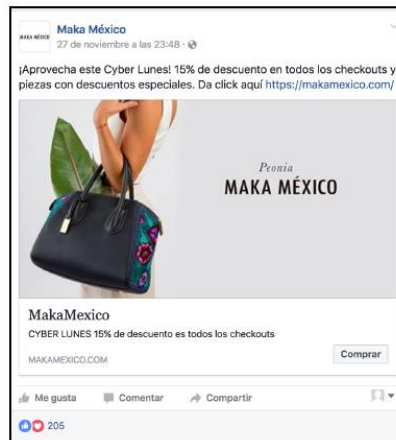 MAKA MÉXICO
Maka México
27 de noviembre a las 23:48 ·
¡Aprovecha este Cyber Lunes! 15% de descuento en todos los checkouts y
piezas con descuentos especiales. Da click aquí https://makamexico.com/
Peonia
MAKA MÉXICO
MakaMexico
CYBER LUNES 15% de descuento es todos los checkouts
MAKAMEXICO.COM
Comprar
Me gusta
Comentar
Compartir
205